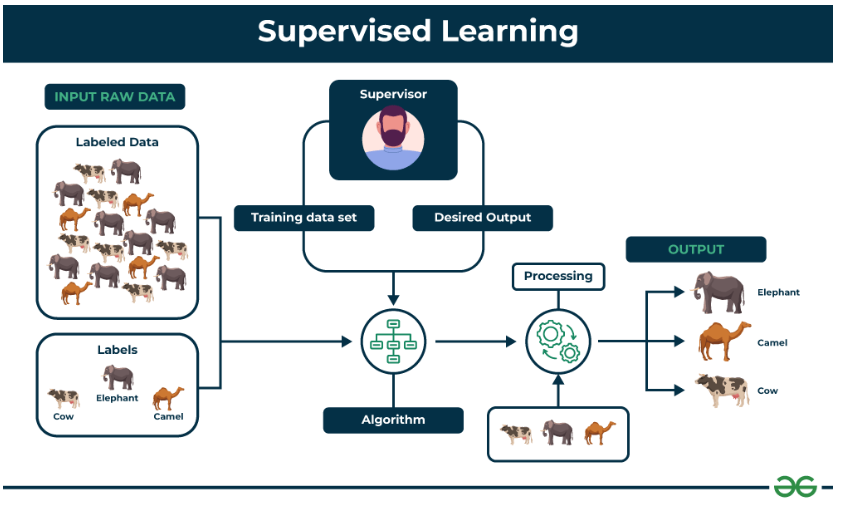 Supervised Learning
INPUT RAW DATA
Labeled Data
Labels
Cow
Elephant
Camel
Supervisor
Training data set
Desired Output
Algorithm
Processing
OUTPUT
Elephant
Camel
Cow